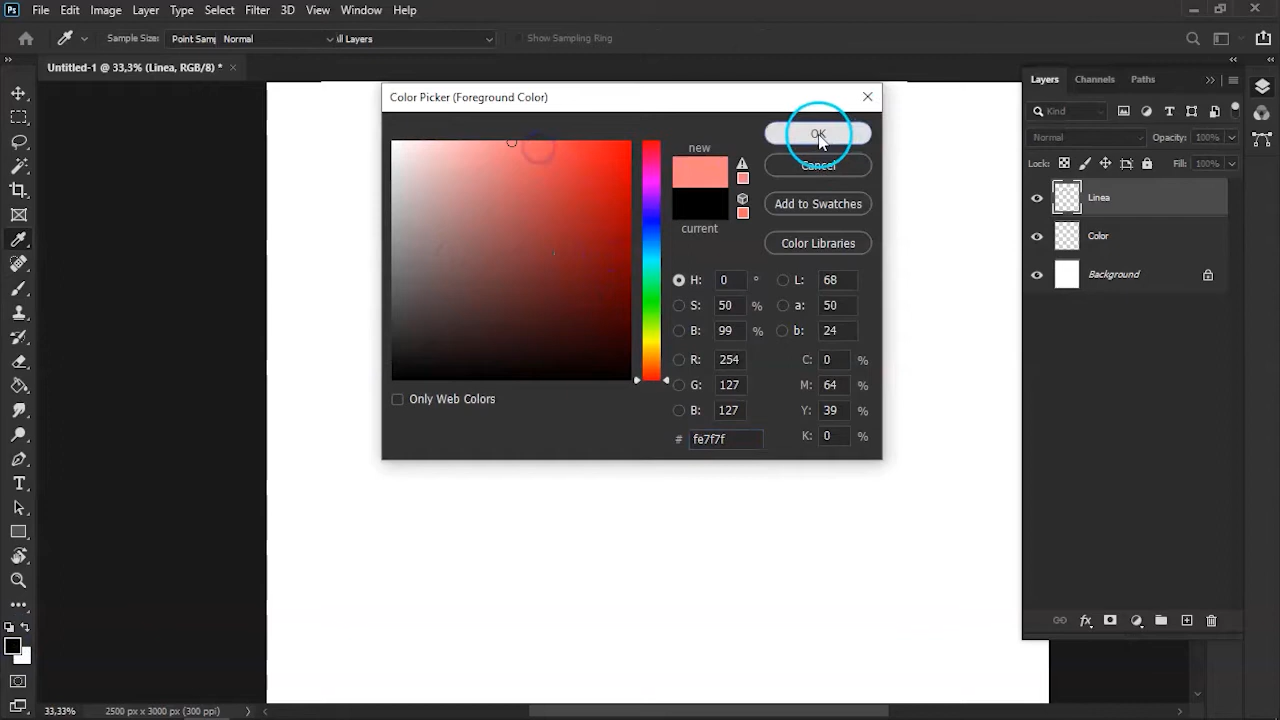 Ps File Edit Image Layer Type Select Filter 3D View Window Help
Sample Size: Point Samp Normal ll Layers Show Sampling Ring
Untitled-1 @ 33,3% (Linea, RGB/8) *
Color Picker (Foreground Color)
OK
Cancel
Add to Swatches
Color Libraries
new
current
H: 0 °
S: 50 %
B: 99 %
R: 254
G: 127
B: 127
# fe7f7f
L: 68
a: 50
b: 24
C: 0 %
M: 64 %
Y: 39 %
K: 0 %
Only Web Colors
Layers Channels Paths
Kind
Normal Opacity: 100%
Lock: Fill: 100%
Linea
Color
Background
fx
33,33% 2500 px x 3000 px (300 ppi)